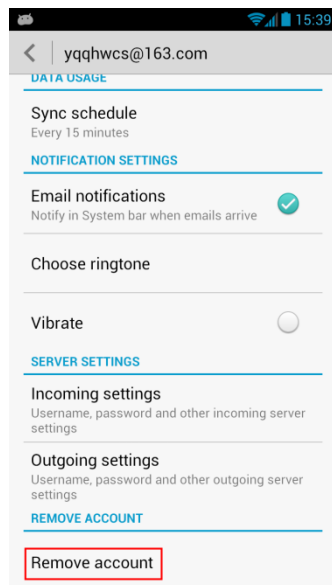 15:39
yqqhwcs@163.com
DATA USAGE
Sync schedule
Every 15 minutes
NOTIFICATION SETTINGS
Email notifications
Notify in System bar when emails arrive
Choose ringtone
Vibrate
SERVER SETTINGS
Incoming settings
Username, password and other incoming server
settings
Outgoing settings
Username, password and other outgoing server
settings
REMOVE ACCOUNT
Remove account